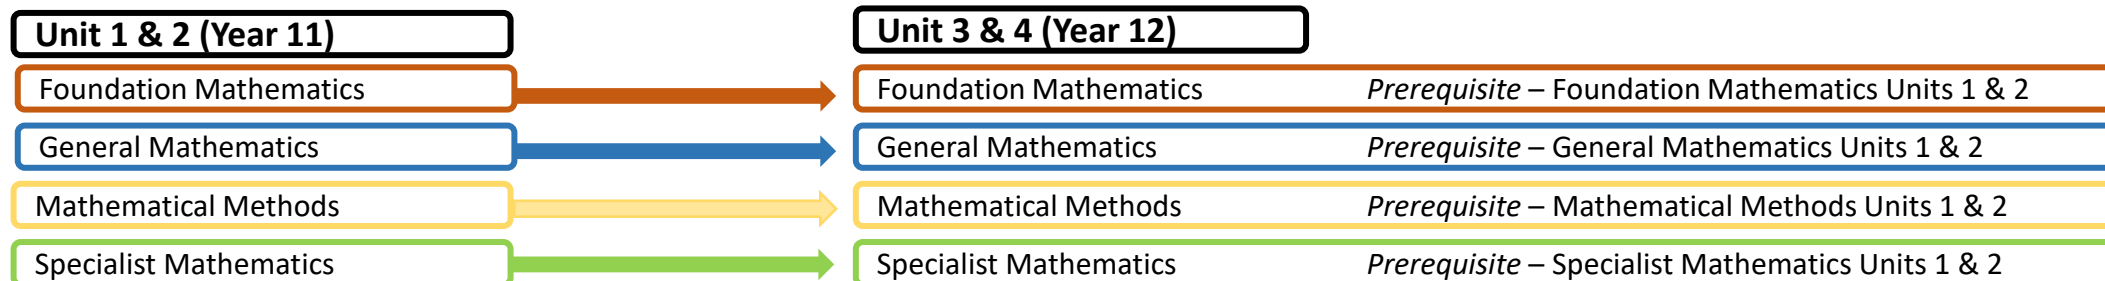 Unit 1 & 2 (Year 11) Unit 3 & 4 (Year 12)
Foundation Mathematics Foundation Mathematics Prerequisite – Foundation Mathematics Units 1 & 2
General Mathematics General Mathematics Prerequisite – General Mathematics Units 1 & 2
Mathematical Methods Mathematical Methods Prerequisite – Mathematical Methods Units 1 & 2
Specialist Mathematics Specialist Mathematics Prerequisite – Specialist Mathematics Units 1 & 2